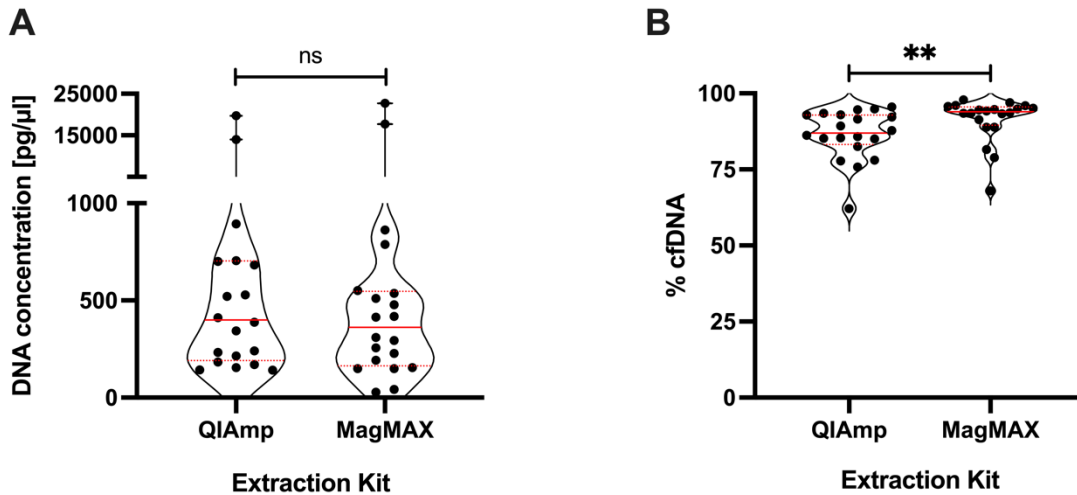 A
ns
DNA concentration [pg/µl]
25000
15000
1000
500
0
QIAmp
MagMAX
Extraction Kit
B
**
% cfDNA
100
75
50
25
0
QIAmp
MagMAX
Extraction Kit